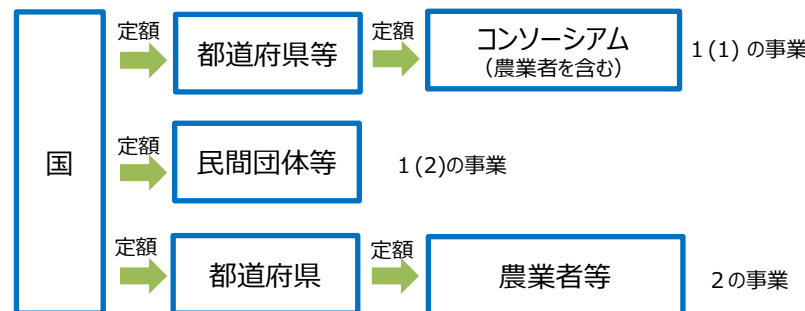 国
定額
都道府県等
定額
コンソーシアム
（農業者を含む）
１(１) の事業
定額
民間団体等
１(２)の事業
定額
都道府県
定額
農業者等
２の事業